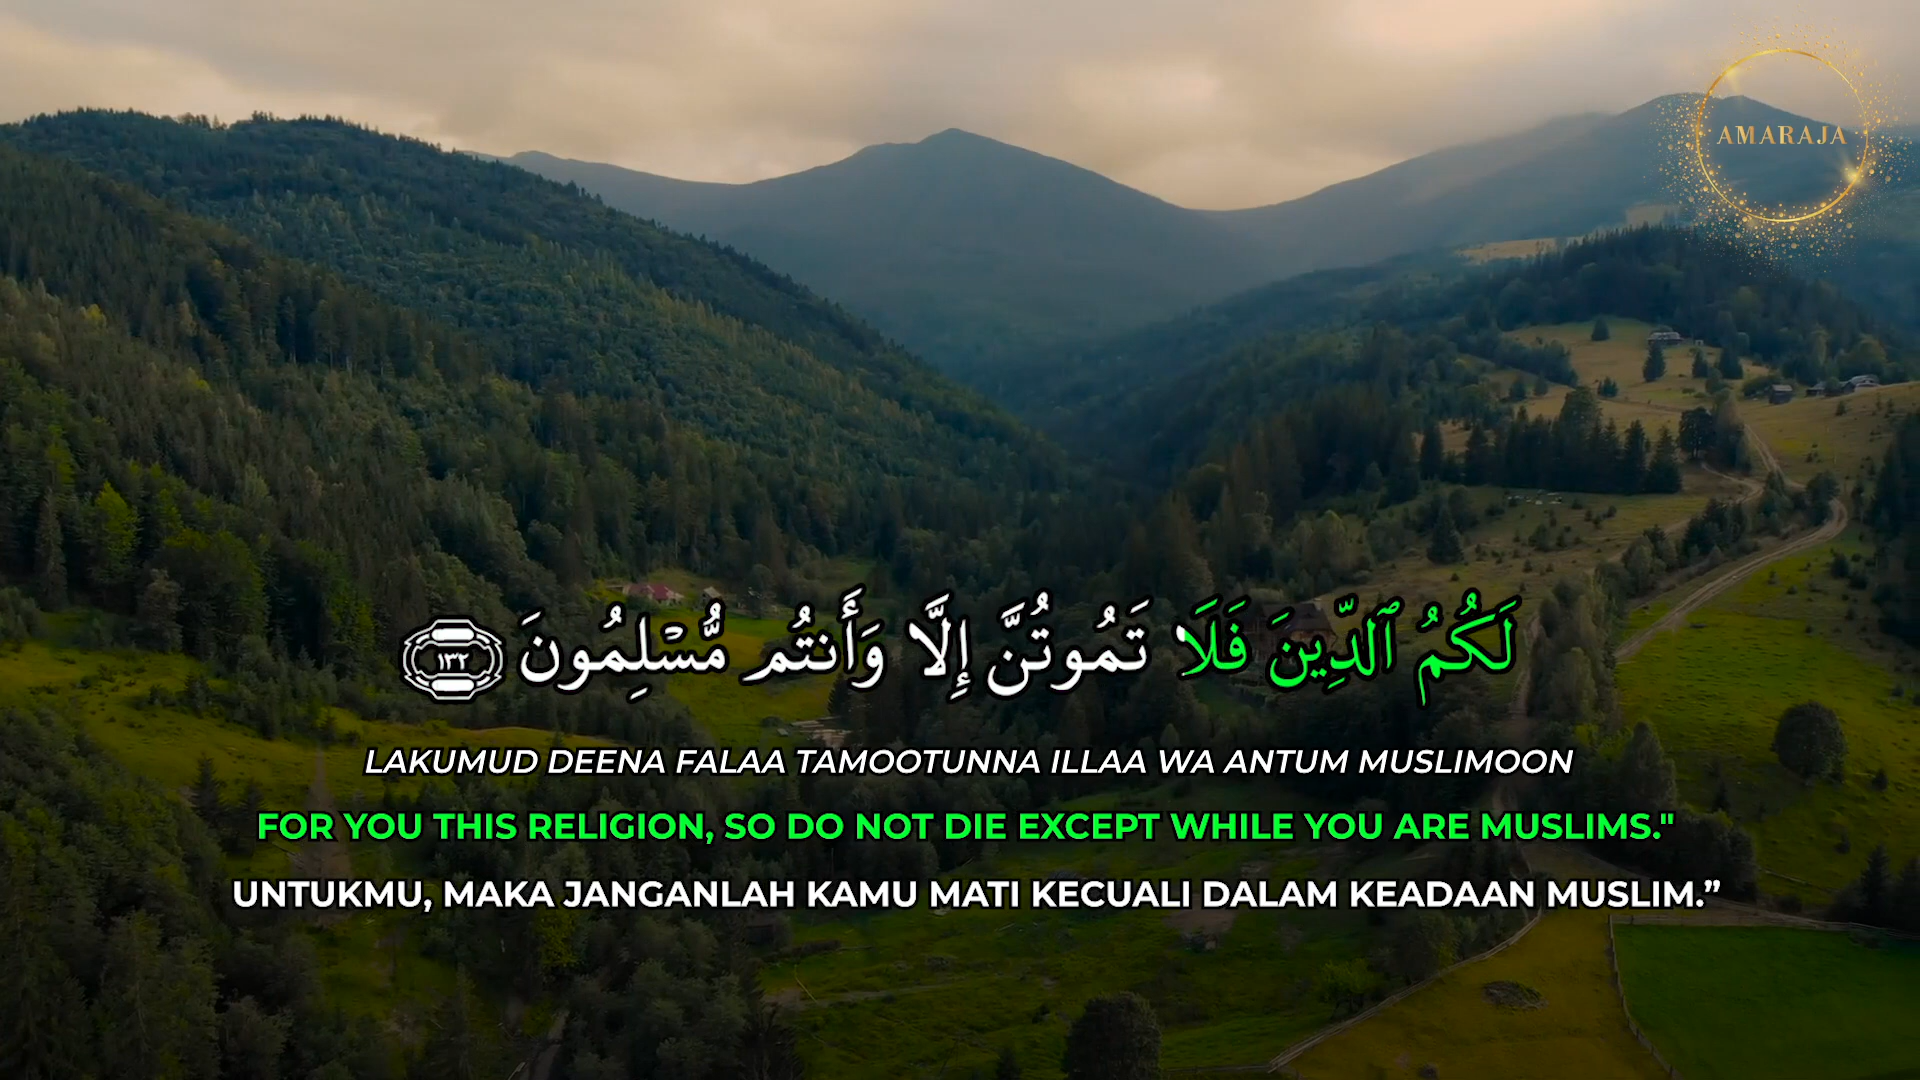 AMARAJA
لَكُمُ ٱلدِّينَ فَلَا تَمُوتُنَّ إِلَّا وَأَنتُم مُّسْلِمُونَ ١٣٢
LAKUMUD DEENA FALAA TAMOOTUNNA ILLAA WA ANTUM MUSLIMOON
FOR YOU THIS RELIGION, SO DO NOT DIE EXCEPT WHILE YOU ARE MUSLIMS."
UNTUKMU, MAKA JANGANLAH KAMU MATI KECUALI DALAM KEADAAN MUSLIM.”